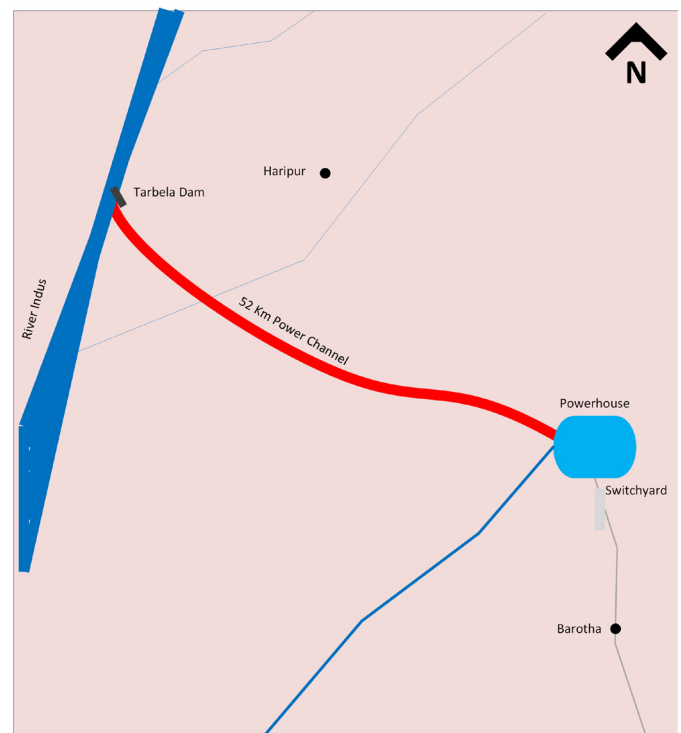 N
Haripur
Tarbela Dam
River Indus
52 Km Power Channel
Powerhouse
Switchyard
Barotha